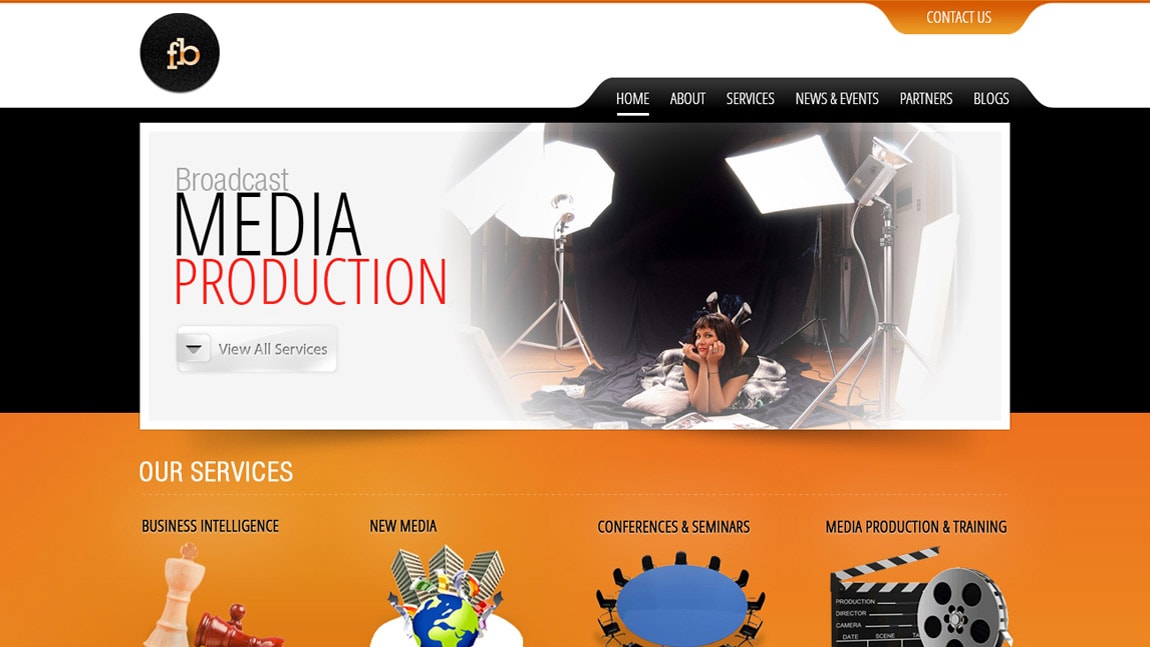 CONTACT US
fb
HOME ABOUT SERVICES NEWS & EVENTS PARTNERS BLOGS
Broadcast
MEDIA
PRODUCTION
View All Services
OUR SERVICES
BUSINESS INTELLIGENCE
NEW MEDIA
CONFERENCES & SEMINARS
MEDIA PRODUCTION & TRAINING
PRODUCTION
DIRECTOR
CAMERA
DATE SCENE TA